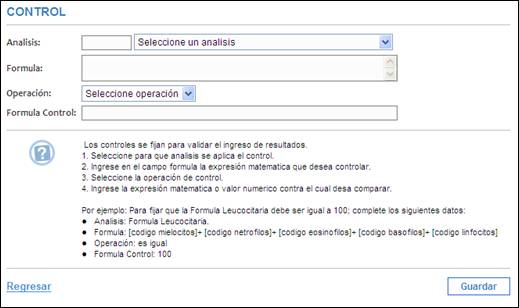 CONTROL
Analisis: Seleccione un analisis
Formula:
Operación: Seleccione operación
Formula Control:
Los controles se fijan para validar el ingreso de resultados.
1. Seleccione para que analisis se aplica el control.
2. Ingrese en el campo formula la expresión matematica que desea controlar.
3. Seleccione la operación de control.
4. Ingrese la expresión matematica o valor numerico contra el cual desa comparar.
Por ejemplo: Para fijar que la Formula Leucocitaria debe ser igual a 100; complete los siguientes datos:
● Analisis: Formula Leucocitaria.
● Formula: [codigo mielocitos]+ [codigo netrofilos]+ [codigo eosinofilos]+ [codigo basofilos]+ [codigo linfocitos]
● Operación: es igual
● Formula Control: 100
Regresar Guardar